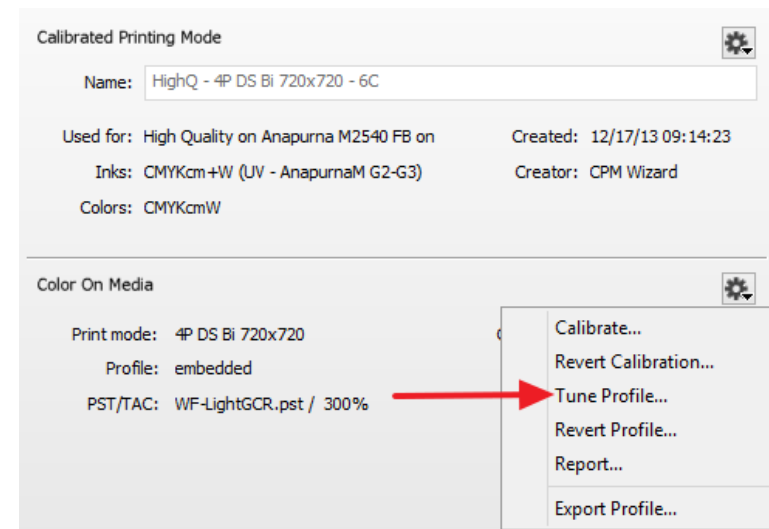 Calibrated Printing Mode
Name: HighQ - 4P DS Bi 720x720 - 6C
Used for: High Quality on Anapurna M2540 FB on Created: 12/17/13 09:14:23
Inks: CMYKcm+W (UV - AnapurnaM G2-G3) Creator: CPM Wizard
Colors: CMYKcmW
Color On Media
Print mode: 4P DS Bi 720x720
Profile: embedded
PST/TAC: WF-LightGCR.pst / 300%
Calibrate...
Revert Calibration...
Tune Profile...
Revert Profile...
Report...
Export Profile...